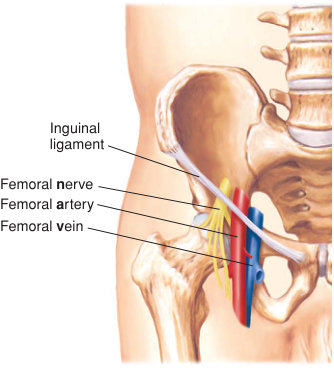 Inguinal
ligament
Femoral nerve
Femoral artery
Femoral vein